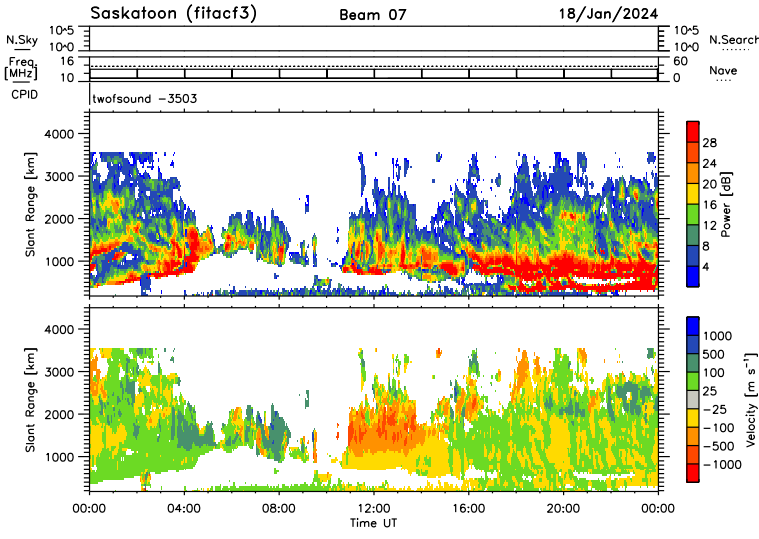 Saskatoon (fitacf3) Beam 07 18/Jan/2024
N.Sky 10^5 10^5 N.Search
10^0 10^0
Freq. 16 60 Nave
[MHz] 10 0
CPID twofsound -3503
4000
3000
2000
1000
Slant Range [km]
28
24
20
16
12
8
4
Power [dB]
4000
3000
2000
1000
Slant Range [km]
1000
500
100
25
-25
-100
-500
-1000
Velocity [m s⁻¹]
00:00 04:00 08:00 12:00 16:00 20:00 00:00
Time UT